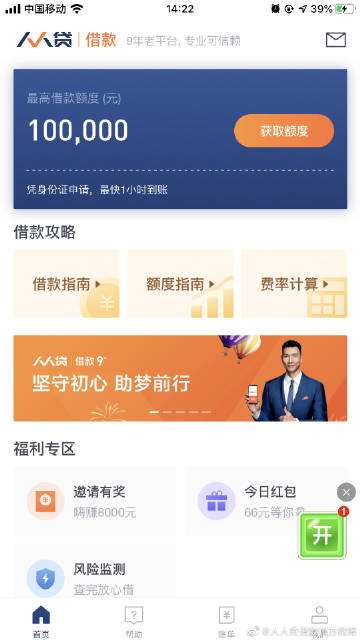 中国移动 14:22 39%
人人贷 借款 9年老平台, 专业可信赖
最高借款额度 (元)
100,000
获取额度
凭身份证申请，最快1小时到账
借款攻略
借款指南
额度指南
费率计算
人人贷 借款 9+
坚守初心 助梦前行
福利专区
邀请有奖
嗨赚8000元
今日红包
66元等你
1
开
风险监测
查完放心借
首页
帮助
账单